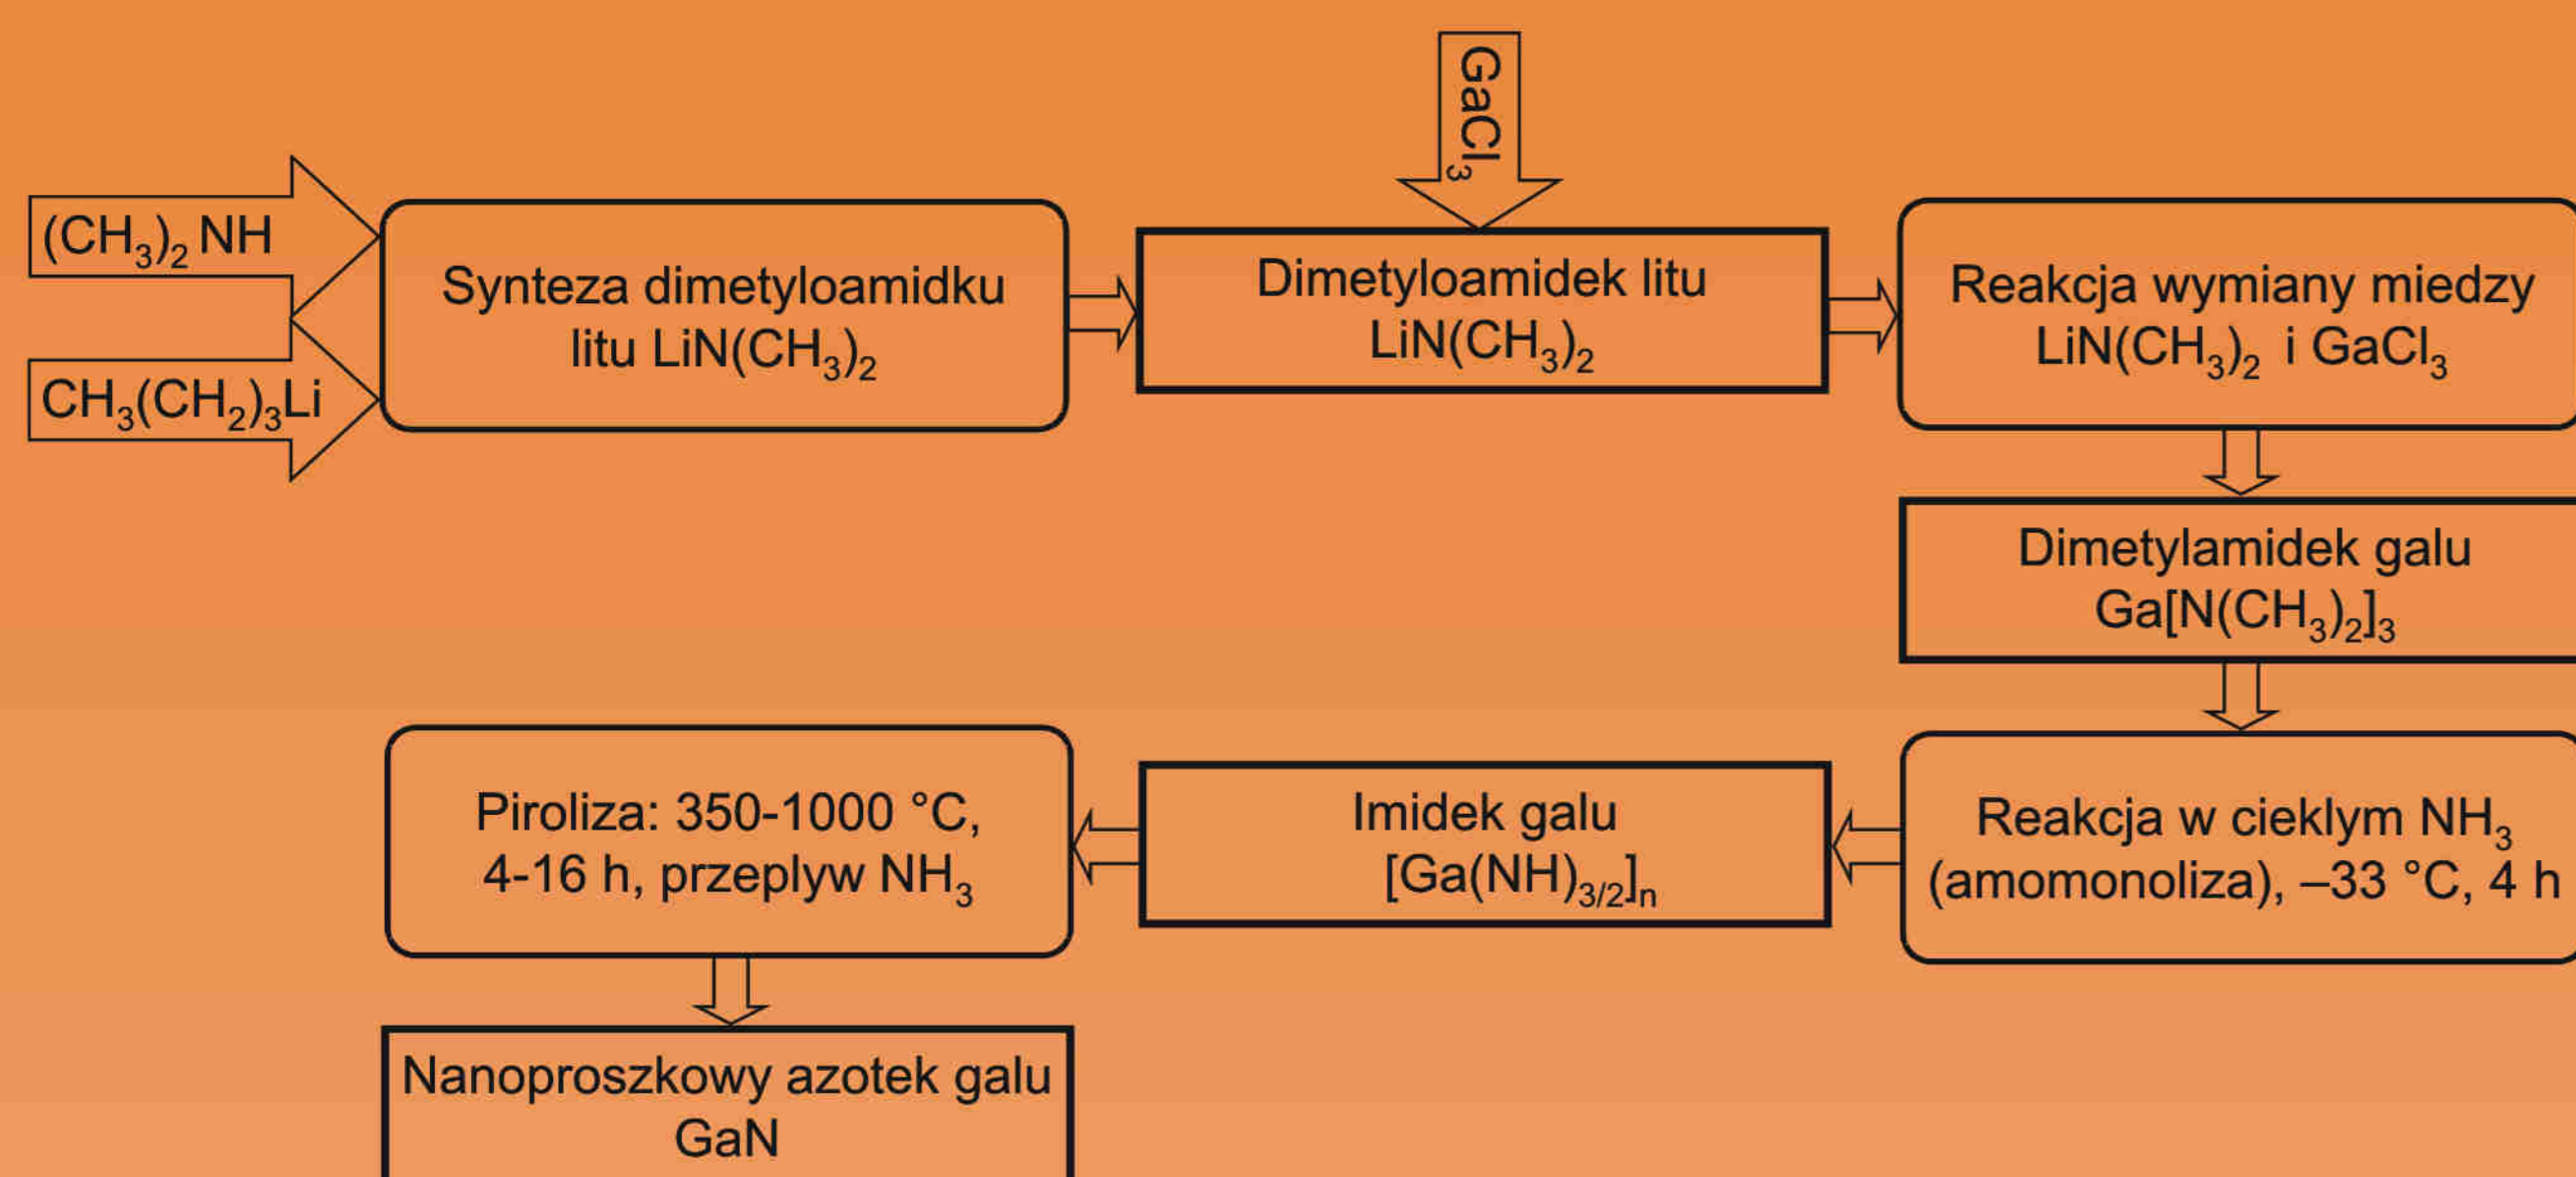 GaCl₃
(CH₃)₂ NH
CH₃(CH₂)₃Li
Synteza dimetyloamidku
litu LiN(CH₃)₂
Dimetyloamidek litu
LiN(CH₃)₂
Reakcja wymiany miedzy
LiN(CH₃)₂ i GaCl₃
Dimetylamidek galu
Ga[N(CH₃)₂]₃
Reakcja w cieklym NH₃
(amomonoliza), –33 °C, 4 h
Imidek galu
[Ga(NH)₃/₂]ₙ
Piroliza: 350-1000 °C,
4-16 h, przeplyw NH₃
Nanoproszkowy azotek galu
GaN